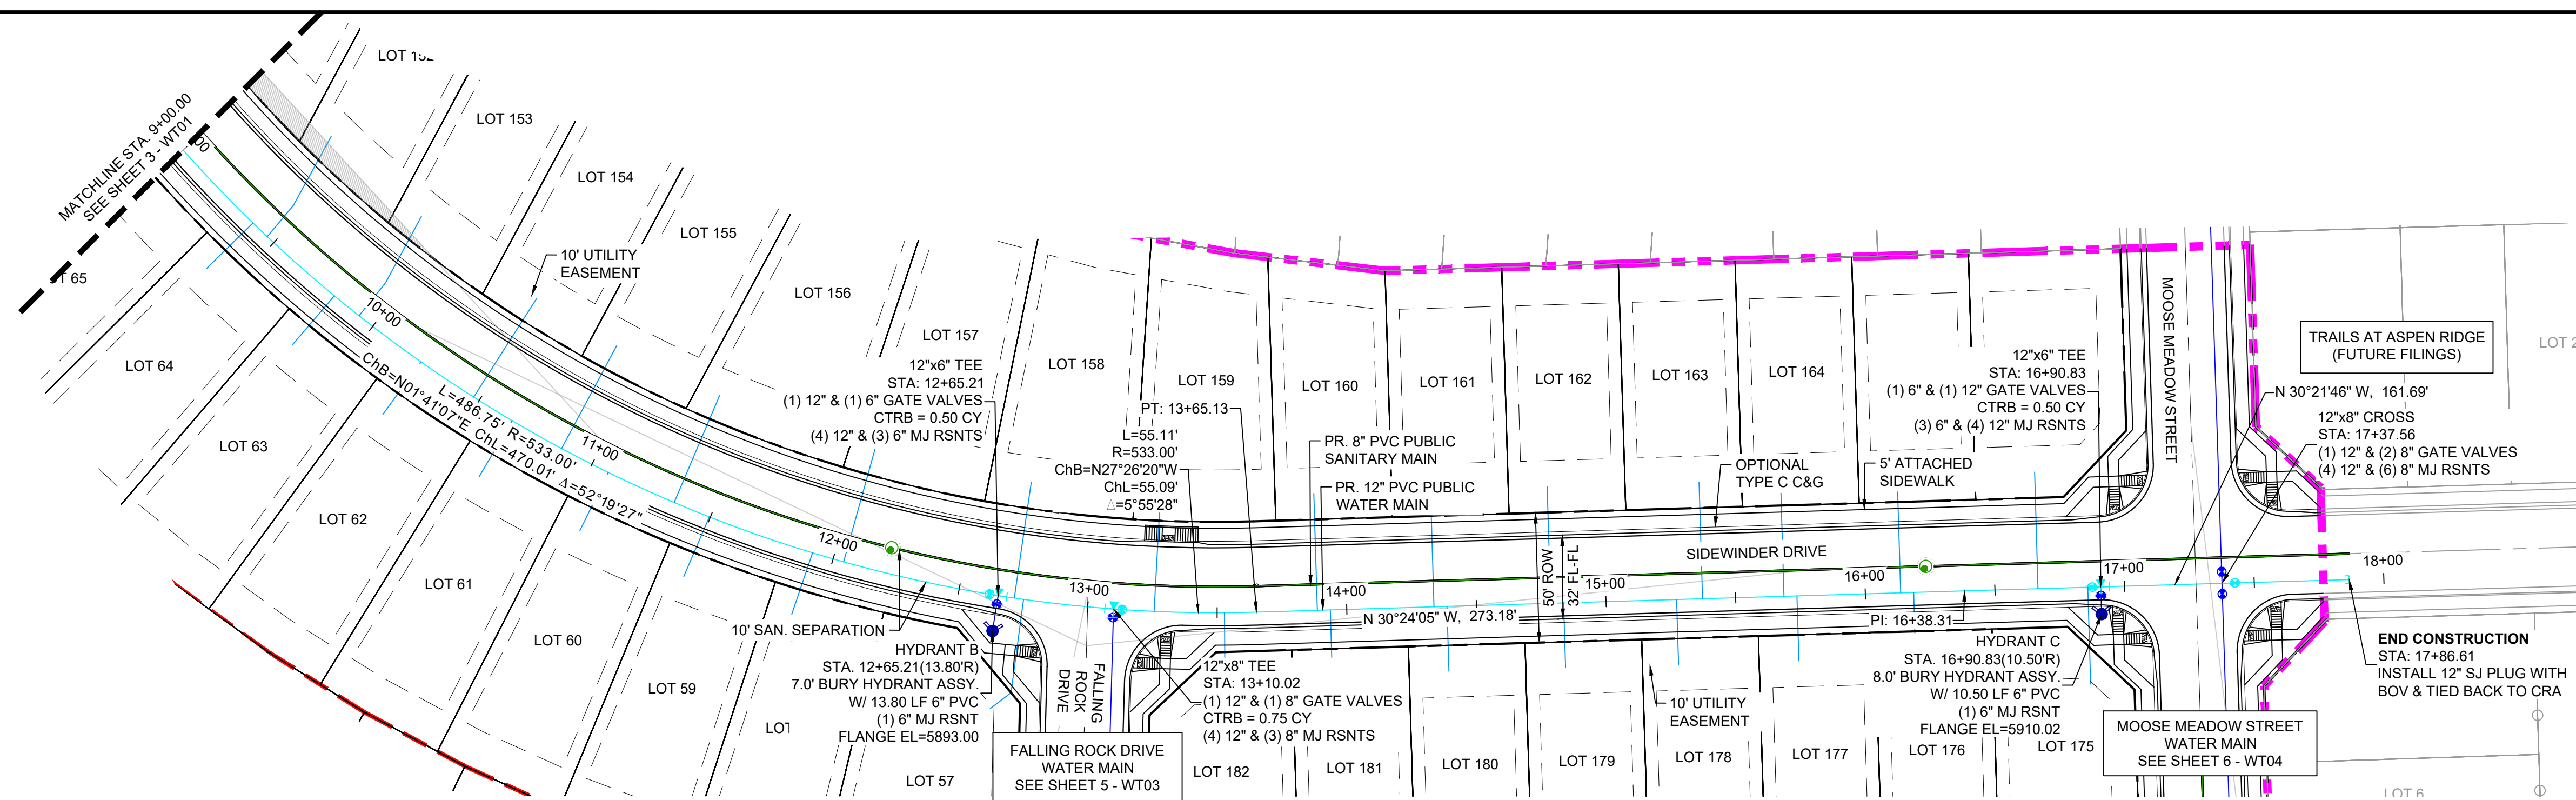 MATCHLINE STA. 9+00.00
SEE SHEET 3 - WT01
00
LOT 153
LOT 154
LOT 155
LOT 156
LOT 157
LOT 158
LOT 159
LOT 160
LOT 161
LOT 162
LOT 163
LOT 164
10' UTILITY
EASEMENT
LOT 64
LOT 63
LOT 62
LOT 61
LOT 60
LOT 59
LOT 57
10+00
11+00
12+00
13+00
14+00
15+00
16+00
17+00
18+00
L=486.75' R=533.00'
ChB=N01°41'07"E ChL=470.01' Δ=52°19'27"
12"x6" TEE
STA: 12+65.21
(1) 12" & (1) 6" GATE VALVES
CTRB = 0.50 CY
(4) 12" & (3) 6" MJ RSNTS
PT: 13+65.13
L=55.11'
R=533.00'
ChB=N27°26'20"W
ChL=55.09'
△=5°55'28"
PR. 8" PVC PUBLIC
SANITARY MAIN
PR. 12" PVC PUBLIC
WATER MAIN
OPTIONAL
TYPE C C&G
5' ATTACHED
SIDEWALK
12"x6" TEE
STA: 16+90.83
(1) 6" & (1) 12" GATE VALVES
CTRB = 0.50 CY
(3) 6" & (4) 12" MJ RSNTS
MOOSE MEADOW STREET
TRAILS AT ASPEN RIDGE
(FUTURE FILINGS)
N 30°21'46" W, 161.69'
12"x8" CROSS
STA: 17+37.56
(1) 12" & (2) 8" GATE VALVES
(4) 12" & (6) 8" MJ RSNTS
SIDEWINDER DRIVE
50' ROW
32' FL-FL
N 30°24'05" W, 273.18'
PI: 16+38.31
10' SAN. SEPARATION
HYDRANT B
STA. 12+65.21(13.80'R)
7.0' BURY HYDRANT ASSY.
W/ 13.80 LF 6" PVC
(1) 6" MJ RSNT
FLANGE EL=5893.00
FALLING
ROCK
DRIVE
12"x8" TEE
STA: 13+10.02
(1) 12" & (1) 8" GATE VALVES
CTRB = 0.75 CY
(4) 12" & (3) 8" MJ RSNTS
FALLING ROCK DRIVE
WATER MAIN
SEE SHEET 5 - WT03
LOT 182
LOT 181
LOT 180
LOT 179
LOT 178
LOT 177
LOT 176
LOT 175
10' UTILITY
EASEMENT
HYDRANT C
STA. 16+90.83(10.50'R)
8.0' BURY HYDRANT ASSY.
W/ 10.50 LF 6" PVC
(1) 6" MJ RSNT
FLANGE EL=5910.02
MOOSE MEADOW STREET
WATER MAIN
SEE SHEET 6 - WT04
END CONSTRUCTION
STA: 17+86.61
INSTALL 12" SJ PLUG WITH
BOV & TIED BACK TO CRA
LOT 6